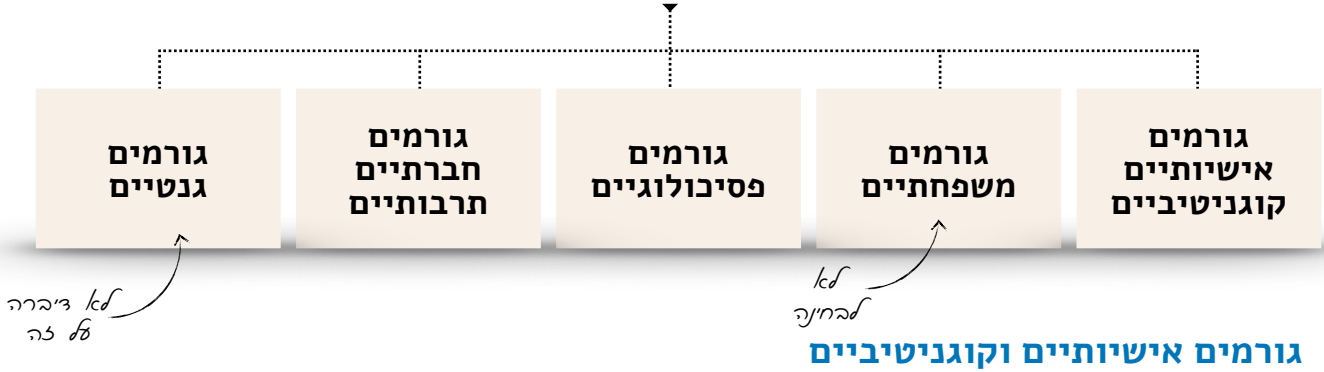 גורמים
אישיותיים
קוגניטיביים
גורמים
משפחתיים
גורמים
פסיכולוגיים
גורמים
חברתיים
תרבותיים
גורמים
גנטיים
לא
לבחינה
לא דיברה
על זה
גורמים אישיותיים וקוגניטיביים